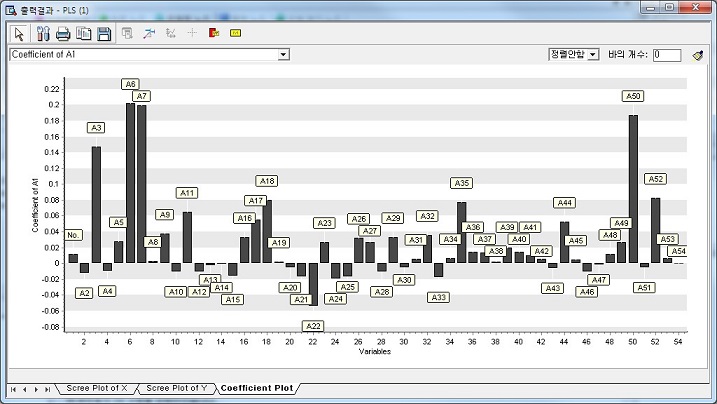 출력결과 - PLS (1)
Coefficient of A1
정렬안함
바의 개수: 0
Coefficient of A1
0.22
0.2
0.18
0.16
0.14
0.12
0.1
0.08
0.06
0.04
0.02
0
-0.02
-0.04
-0.06
-0.08
No.
A2
A3
A4
A5
A6
A7
A8
A9
A10
A11
A12
A13
A14
A15
A16
A17
A18
A19
A20
A21
A22
A23
A24
A25
A26
A27
A28
A29
A30
A31
A32
A33
A34
A35
A36
A37
A38
A39
A40
A41
A42
A43
A44
A45
A46
A47
A48
A49
A50
A51
A52
A53
A54
2 4 6 8 10 12 14 16 18 20 22 24 26 28 30 32 34 36 38 40 42 44 46 48 50 52 54
Variables
Scree Plot of X
Scree Plot of Y
Coefficient Plot